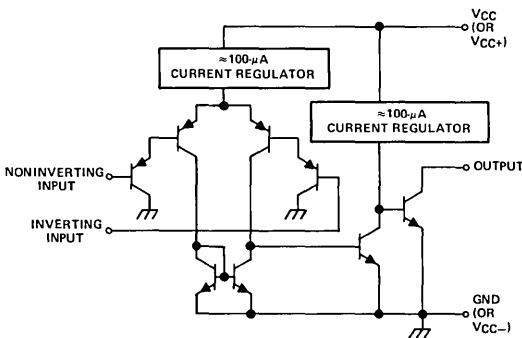 VCC
(OR
VCC+)
≈100-μA
CURRENT REGULATOR
≈100-μA
CURRENT REGULATOR
NONINVERTING
INPUT
OUTPUT
INVERTING
INPUT
GND
(OR
VCC–)